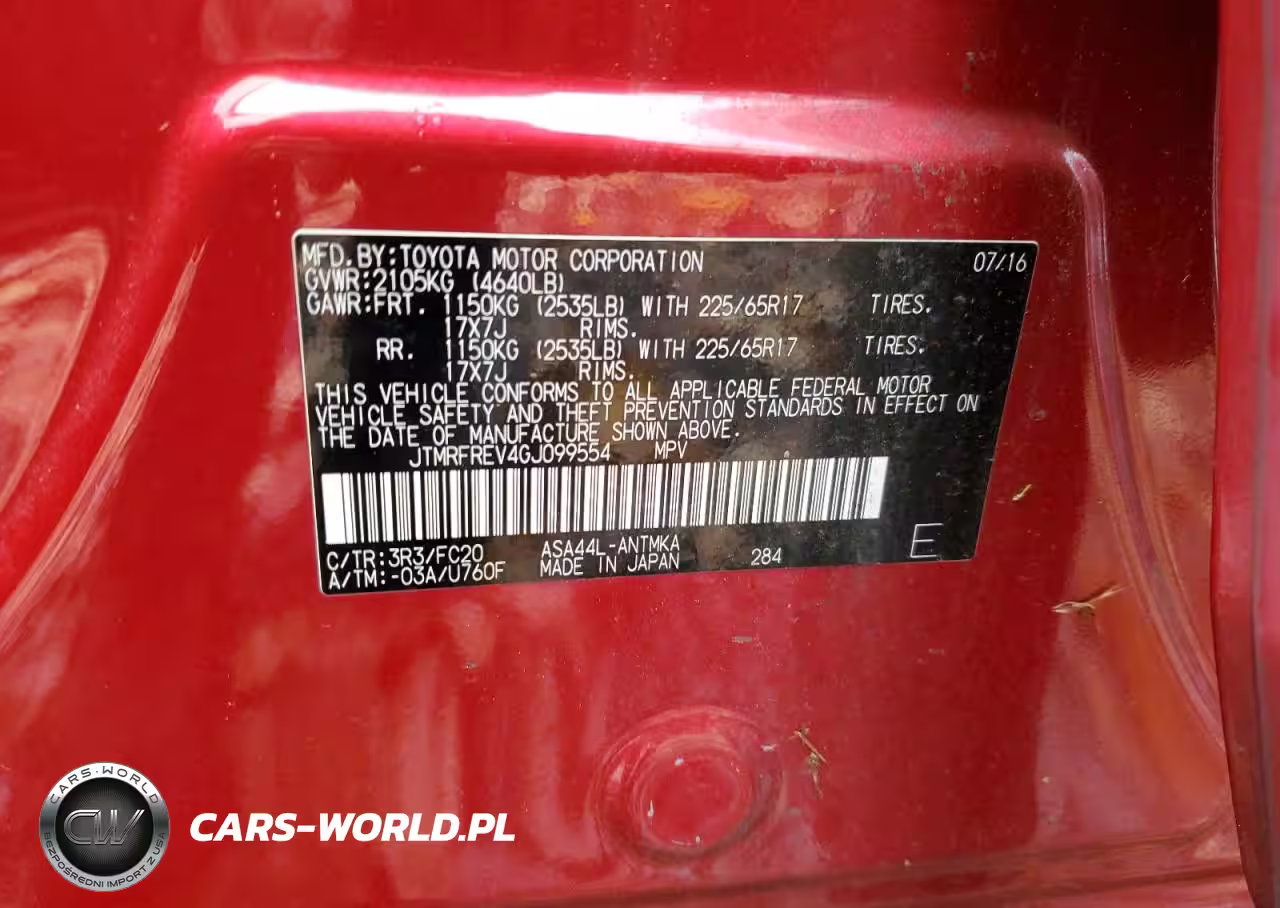 MFD.BY:TOYOTA MOTOR CORPORATION 07/16
GVWR:2105KG (4640LB)
GAWR:FRT. 1150KG (2535LB) WITH 225/65R17 TIRES.
17X7J RIMS.
RR. 1150KG (2535LB) WITH 225/65R17 TIRES.
17X7J RIMS.
THIS VEHICLE CONFORMS TO ALL APPLICABLE FEDERAL MOTOR
VEHICLE SAFETY AND THEFT PREVENTION STANDARDS IN EFFECT ON
THE DATE OF MANUFACTURE SHOWN ABOVE.
JTMRFREV4GJ099554 MPV
C/TR:3R3/FC20 ASA44L-ANTMKA 284 E
A/TM:-03A/U760F MADE IN JAPAN
CARS-WORLD
CW
BEZPOŚREDNI IMPORT Z USA
CARS-WORLD.PL